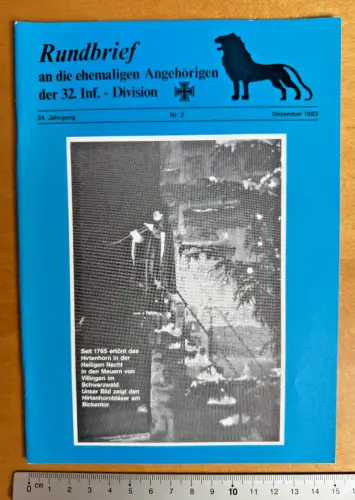 Rundbrief
an die ehemaligen Angehörigen
der 32. Inf. - Division
34. Jahrgang Nr. 2 Dezember 1983
Seit 1765 ertönt das
Hirtenhorn in der
Heiligen Nacht
in den Mauern von
Villingen im
Schwarzwald.
Unser Bild zeigt den
Hirtenhornbläser am
Bickentor.
0 cm 1 2 3 4 5 6 7 8 9 10 11 12 13 14 15